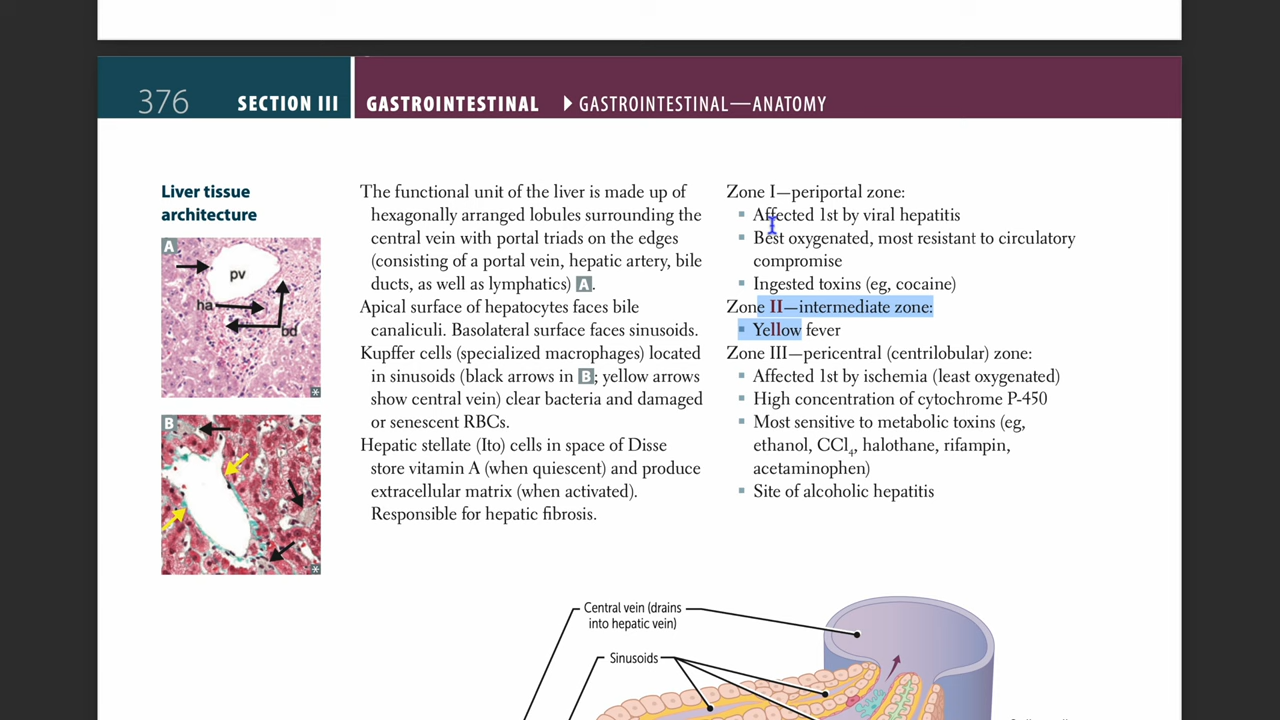 376 SECTION III GASTROINTESTINAL ▶ GASTROINTESTINAL—ANATOMY
Liver tissue
architecture
A
pv
ha
bd
B
The functional unit of the liver is made up of
hexagonally arranged lobules surrounding the
central vein with portal triads on the edges
(consisting of a portal vein, hepatic artery, bile
ducts, as well as lymphatics) A.
Apical surface of hepatocytes faces bile
canaliculi. Basolateral surface faces sinusoids.
Kupffer cells (specialized macrophages) located
in sinusoids (black arrows in B; yellow arrows
show central vein) clear bacteria and damaged
or senescent RBCs.
Hepatic stellate (Ito) cells in space of Disse
store vitamin A (when quiescent) and produce
extracellular matrix (when activated).
Responsible for hepatic fibrosis.
Zone I—periportal zone:
▪ Affected 1st by viral hepatitis
▪ Best oxygenated, most resistant to circulatory
compromise
▪ Ingested toxins (eg, cocaine)
Zone II—intermediate zone:
▪ Yellow fever
Zone III—pericentral (centrilobular) zone:
▪ Affected 1st by ischemia (least oxygenated)
▪ High concentration of cytochrome P-450
▪ Most sensitive to metabolic toxins (eg,
ethanol, CCl₄, halothane, rifampin,
acetaminophen)
▪ Site of alcoholic hepatitis
Central vein (drains
into hepatic vein)
Sinusoids